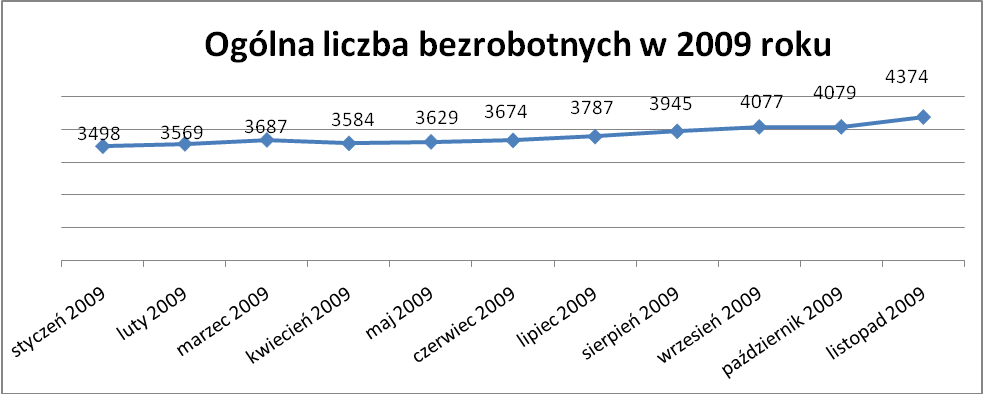 Ogólna liczba bezrobotnych w 2009 roku
3498 3569 3687 3584 3629 3674 3787 3945 4077 4079 4374
styczeń 2009
luty 2009
marzec 2009
kwiecień 2009
maj 2009
czerwiec 2009
lipiec 2009
sierpień 2009
wrzesień 2009
październik 2009
listopad 2009